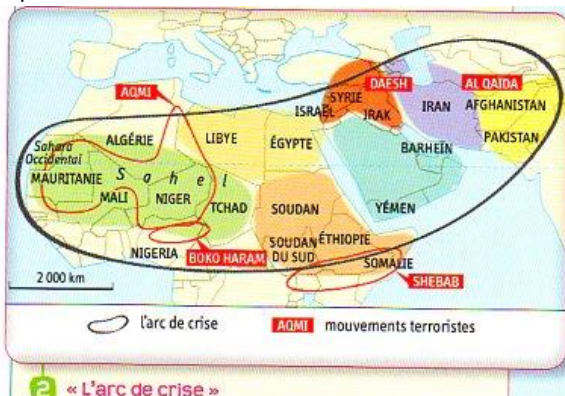 AQMI
DAESH
AL QAÏDA
SYRIE
ISRAËL
IRAK
IRAN
AFGHANISTAN
PAKISTAN
ALGÉRIE
LIBYE
ÉGYPTE
BARHEÏN
Sahara
Occidental
MAURITANIE
Sahel
MALI
NIGER
TCHAD
SOUDAN
YÉMEN
NIGERIA
BOKO HARAM
SOUDAN
DU SUD
ÉTHIOPIE
SOMALIE
SHEBAB
2 000 km
l'arc de crise
AQMI mouvements terroristes
2 « L'arc de crise »